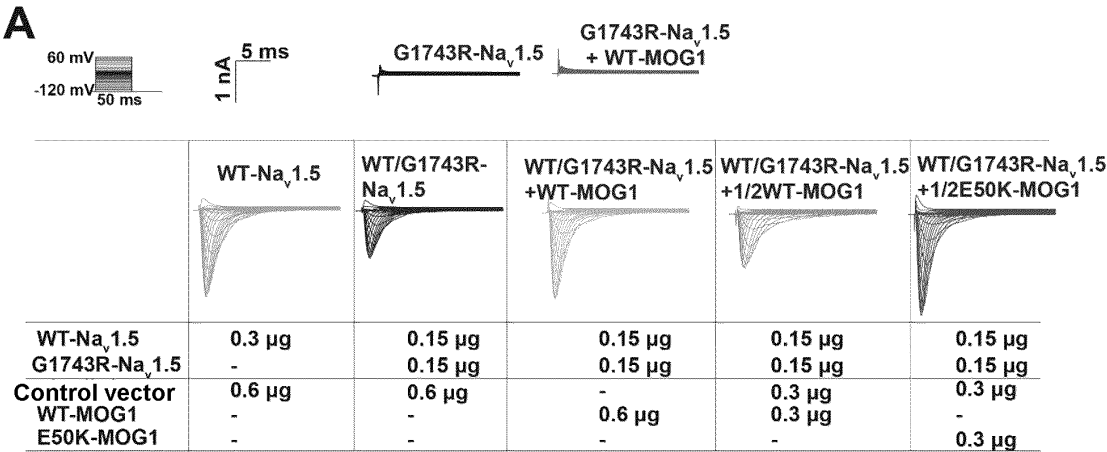 A
60 mV
-120 mV
50 ms
5 ms
1 nA
G1743R-Nav1.5
G1743R-Nav1.5
+ WT-MOG1
WT-Nav1.5
WT/G1743R-
Nav1.5
WT/G1743R-Nav1.5
+WT-MOG1
WT/G1743R-Nav1.5
+1/2WT-MOG1
WT/G1743R-Nav1.5
+1/2E50K-MOG1
WT-Nav1.5 0.3 µg 0.15 µg 0.15 µg 0.15 µg 0.15 µg
G1743R-Nav1.5 - 0.15 µg 0.15 µg 0.15 µg 0.15 µg
Control vector 0.6 µg 0.6 µg - 0.3 µg 0.3 µg
WT-MOG1 - - 0.6 µg 0.3 µg -
E50K-MOG1 - - - - 0.3 µg